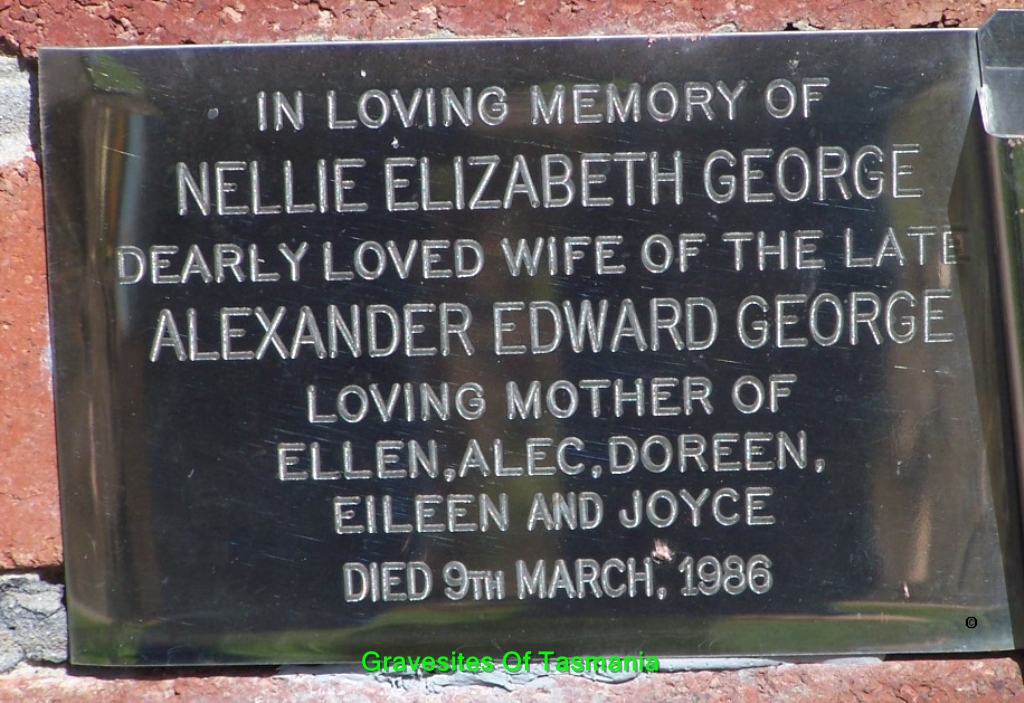 IN LOVING MEMORY OF
NELLIE ELIZABETH GEORGE
DEARLY LOVED WIFE OF THE LATE
ALEXANDER EDWARD GEORGE
LOVING MOTHER OF
ELLEN, ALEC, DOREEN,
EILEEN AND JOYCE
DIED 9TH MARCH, 1986
©
Gravesites Of Tasmania